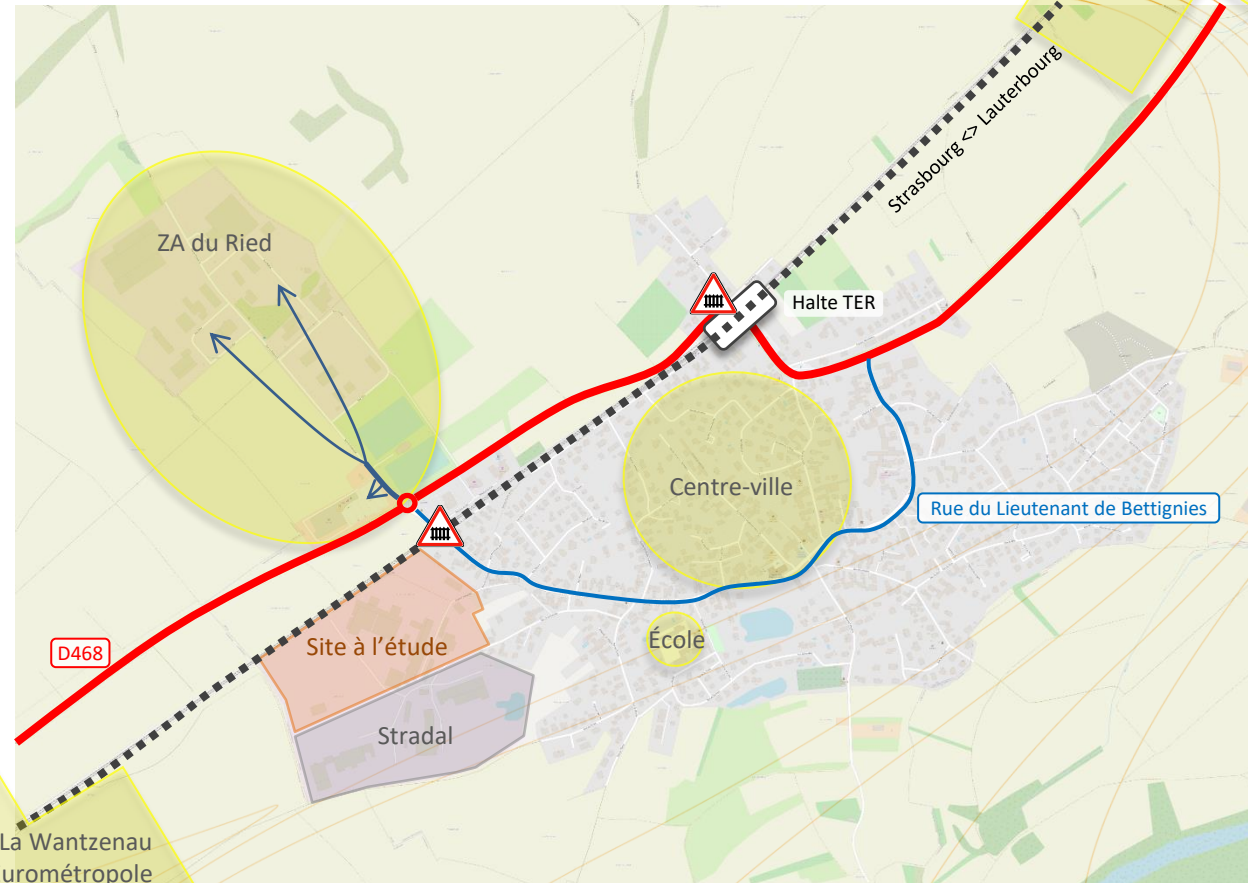 Strasbourg <> Lauterbourg
ZA du Ried
Halte TER
Centre-ville
Rue du Lieutenant de Bettignies
École
Site à l'étude
D468
Stradal
La Wantzenau
urométropole